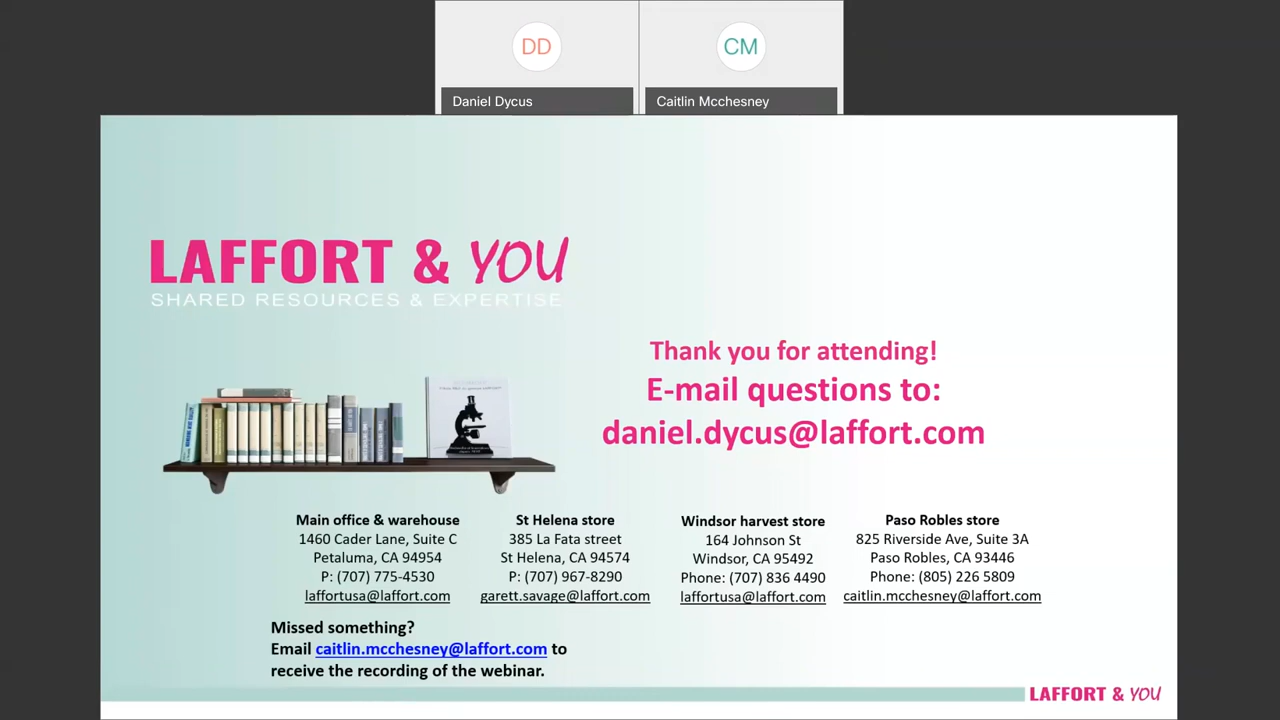 DD
CM
Daniel Dycus
Caitlin Mcchesney
LAFFORT & YOU
SHARED RESOURCES & EXPERTISE
Thank you for attending!
E-mail questions to:
daniel.dycus@laffort.com
Main office & warehouse
1460 Cader Lane, Suite C
Petaluma, CA 94954
P: (707) 775-4530
laffortusa@laffort.com
St Helena store
385 La Fata street
St Helena, CA 94574
P: (707) 967-8290
garett.savage@laffort.com
Windsor harvest store
164 Johnson St
Windsor, CA 95492
Phone: (707) 836 4490
laffortusa@laffort.com
Paso Robles store
825 Riverside Ave, Suite 3A
Paso Robles, CA 93446
Phone: (805) 226 5809
caitlin.mcchesney@laffort.com
Missed something?
Email caitlin.mcchesney@laffort.com to
receive the recording of the webinar.
LAFFORT & YOU